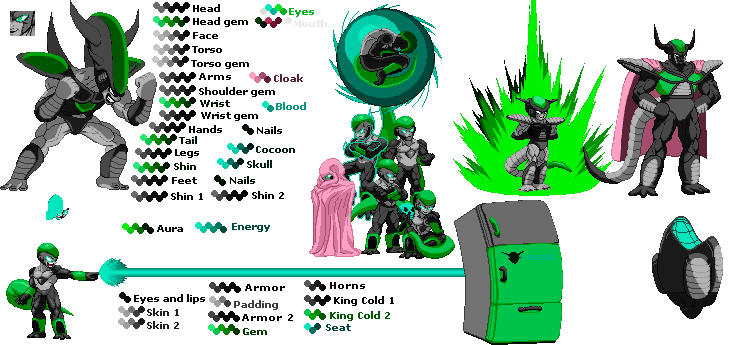 Head
Eyes
Head gem
Mouth
Face
Torso
Torso gem
Arms
Cloak
Shoulder gem
Wrist
Blood
Wrist gem
Hands
Nails
Tail
Legs
Cocoon
Shin
Skull
Feet
Nails
Shin 1
Shin 2
Aura
Energy
Eyes and lips
Skin 1
Skin 2
Armor
Padding
Armor 2
Gem
Horns
King Cold 1
King Cold 2
Seat